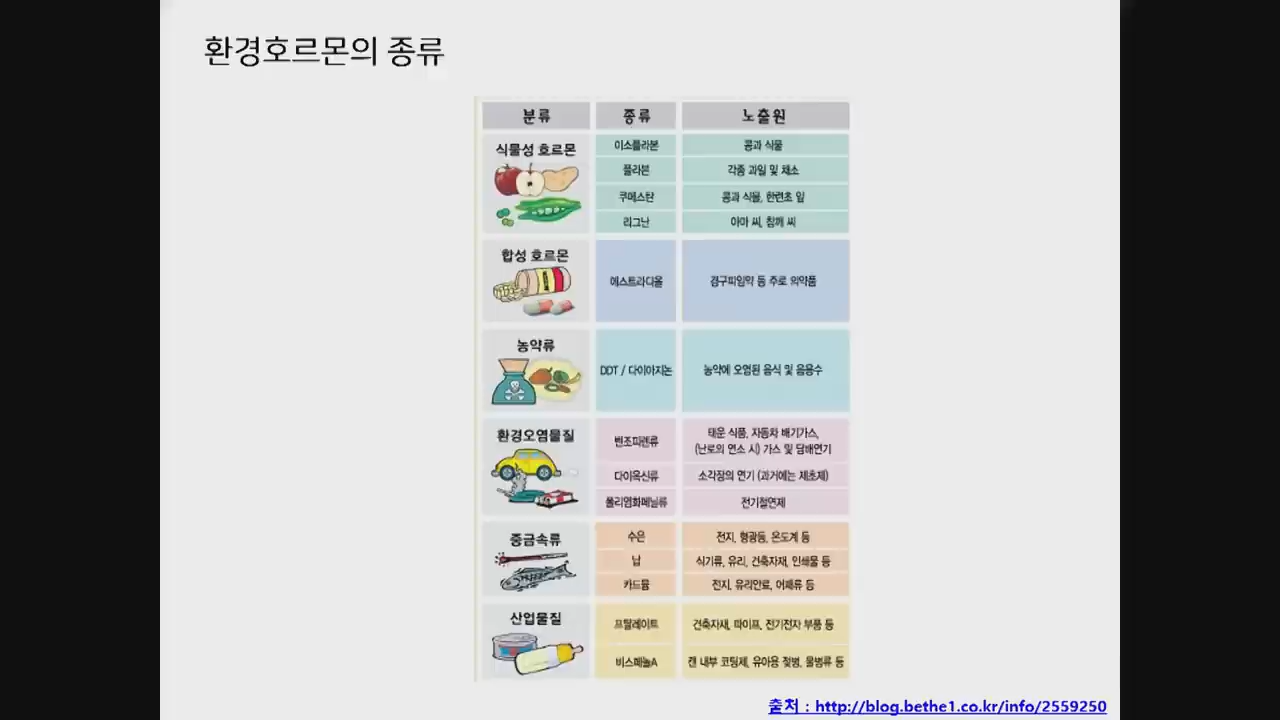 환경호르몬의 종류
분류 종류 노출원
식물성 호르몬
이소플라본 콩과 식물
플라본 각종 과일 및 채소
쿠메스탄 콩과 식물, 한련초 잎
리그난 아마 씨, 참깨 씨
합성 호르몬
에스트라디올 경구피임약 등 주로 의약품
농약류
DDT / 다이아지논 농약에 오염된 음식 및 음용수
환경오염물질
벤조피렌류 태운 식품, 자동차 배기가스,
(난로의 연소 시) 가스 및 담배연기
다이옥신류 소각장의 연기 (과거에는 제초제)
폴리염화페닐류 전기절연제
중금속류
수은 전지, 형광등, 온도계 등
납 식기류, 유리, 건축자재, 인쇄물 등
카드뮴 전지, 유리안료, 어패류 등
산업물질
프탈레이트 건축자재, 파이프, 전기전자 부품 등
비스페놀A 캔 내부 코팅제, 유아용 젖병, 물병류 등
출처 : http://blog.bethe1.co.kr/info/2559250